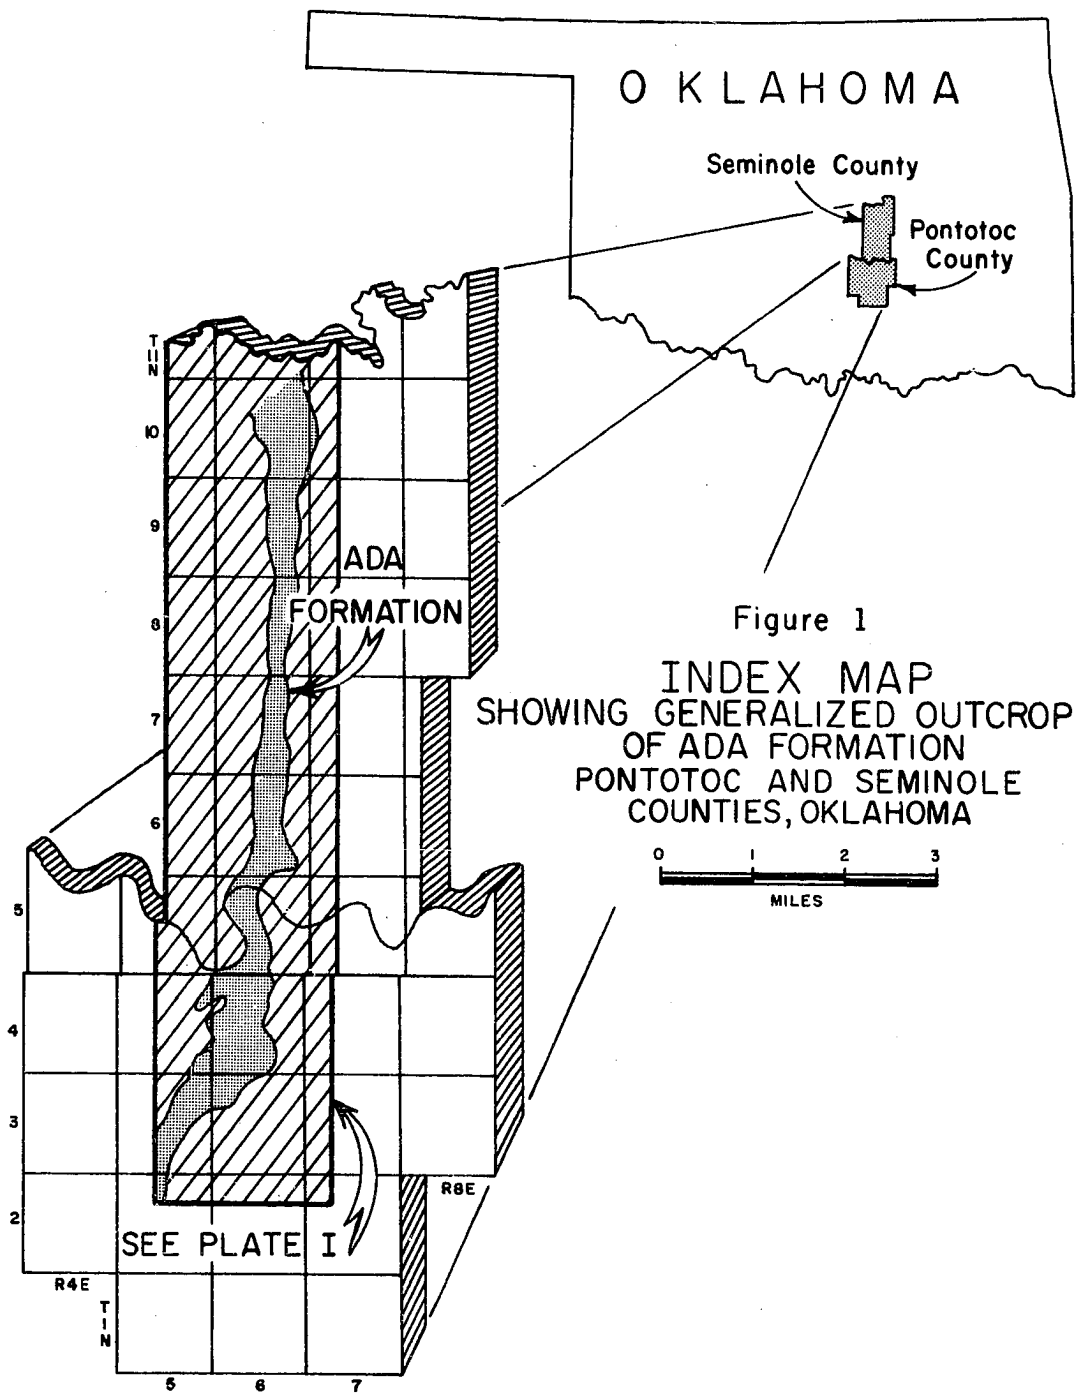 OKLAHOMA
Seminole County
Pontotoc
County
T
11
N
10
9
ADA
FORMATION
8
7
6
5
4
3
2
R8E
SEE PLATE I
R4E
T
1
N
5 6 7
Figure 1
INDEX MAP
SHOWING GENERALIZED OUTCROP
OF ADA FORMATION
PONTOTOC AND SEMINOLE
COUNTIES, OKLAHOMA
0 1 2 3
MILES